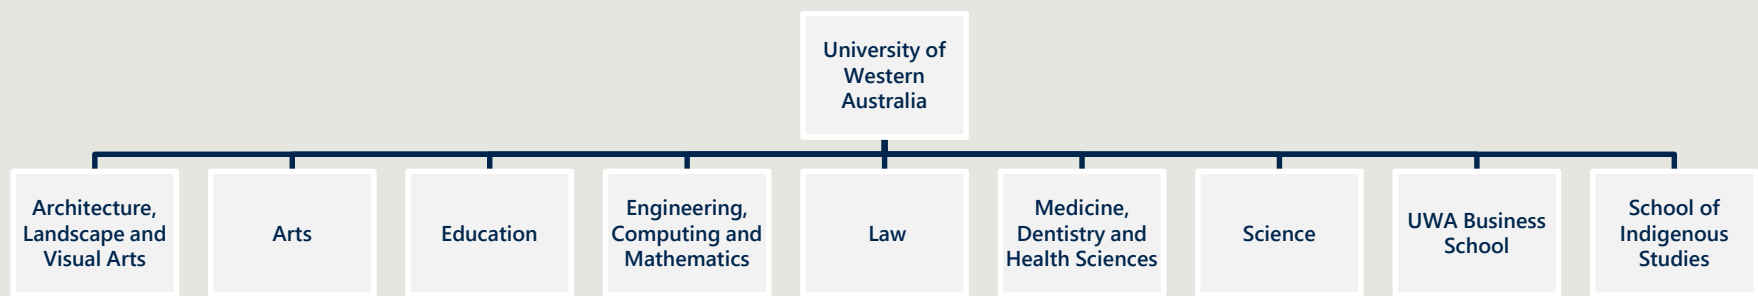 University of
Western
Australia
Architecture,
Landscape and
Visual Arts
Arts
Education
Engineering,
Computing and
Mathematics
Law
Medicine,
Dentistry and
Health Sciences
Science
UWA Business
School
School of
Indigenous
Studies